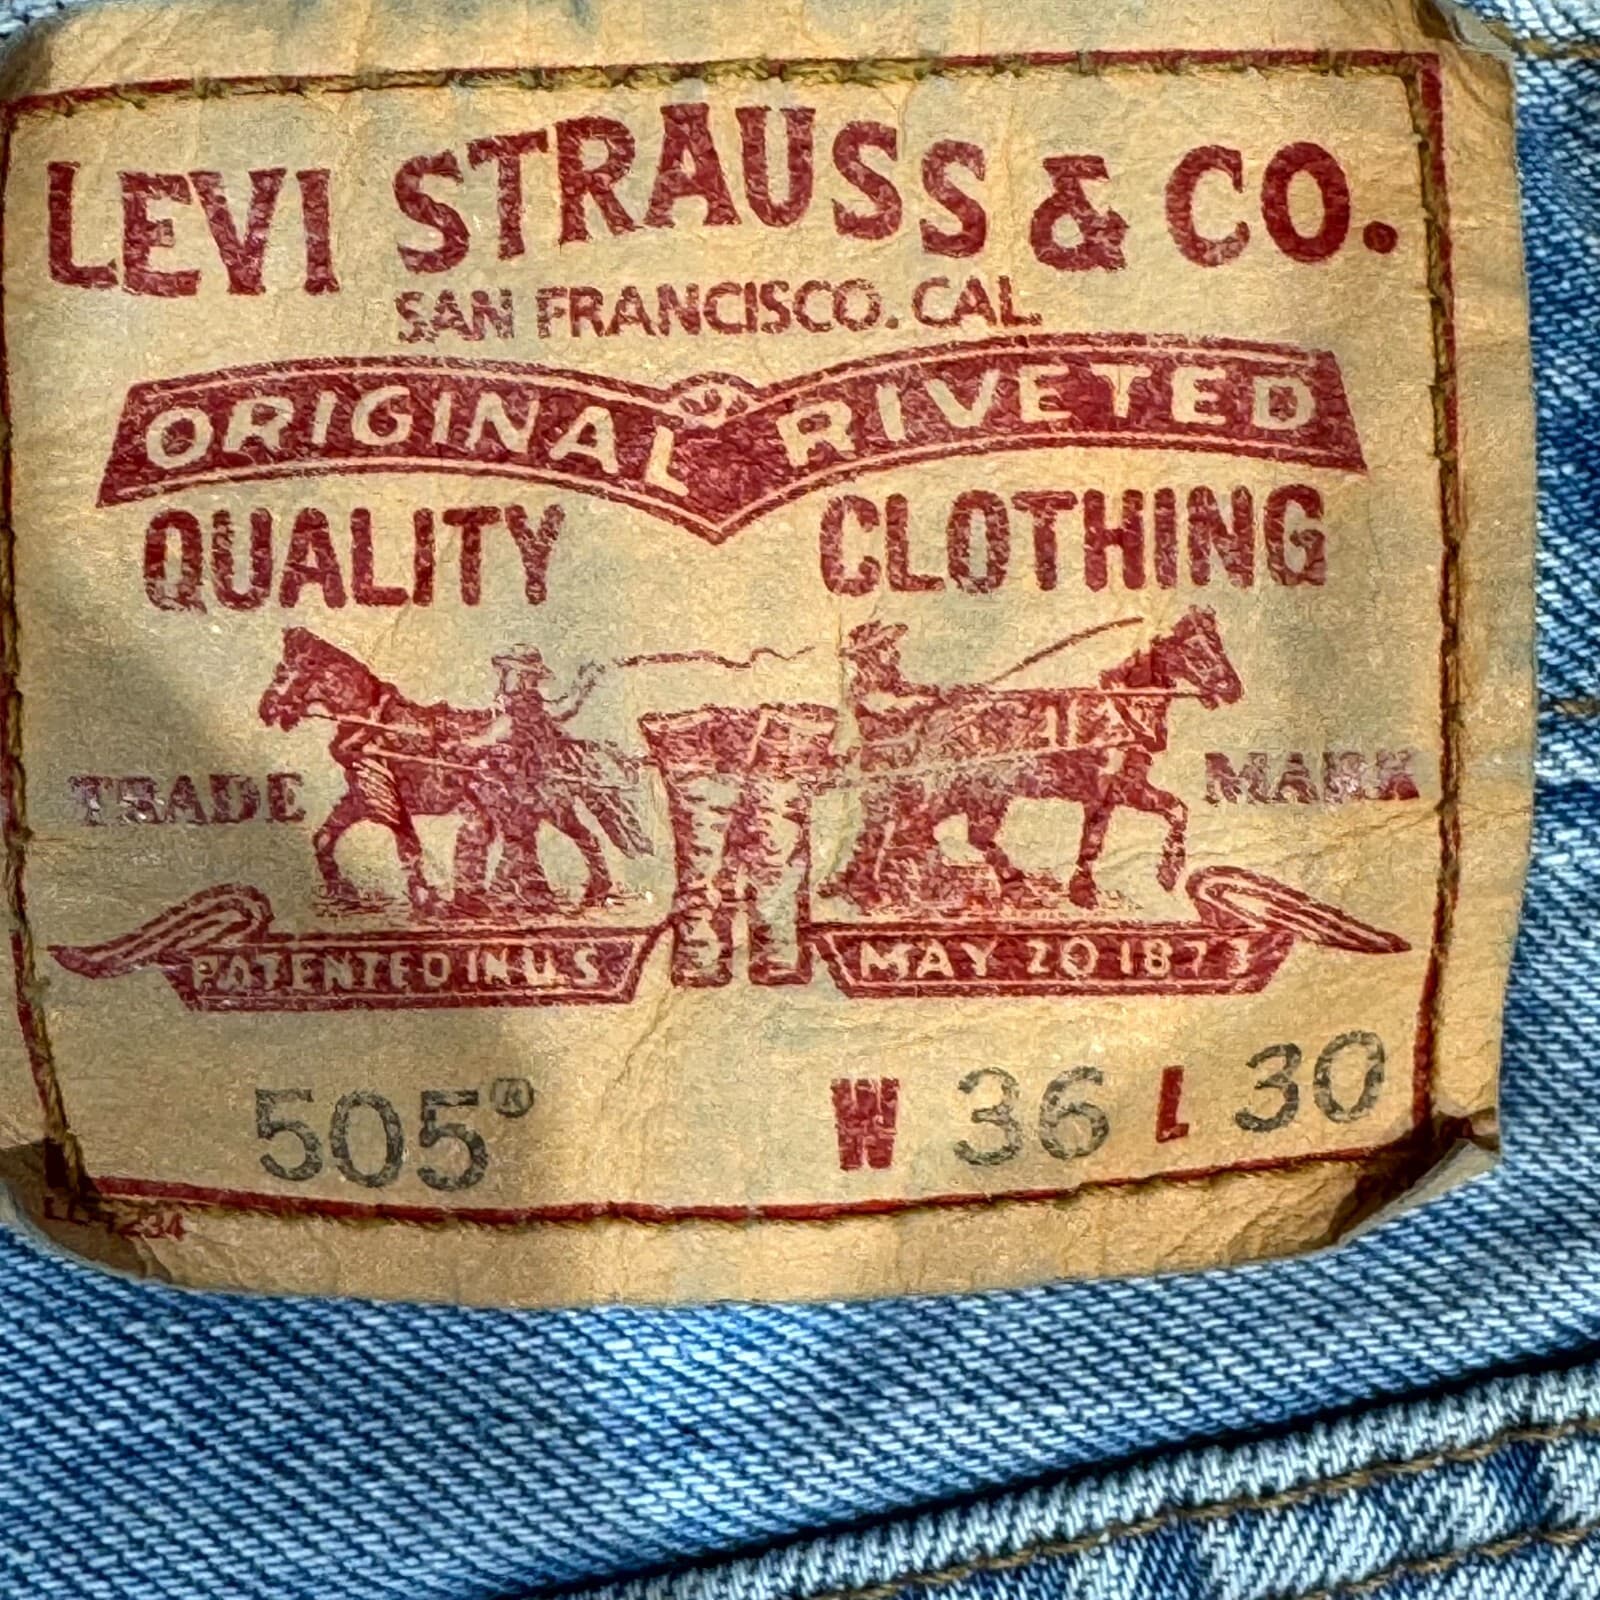 LEVI STRAUSS & CO.
SAN FRANCISCO. CAL.
ORIGINAL RIVETED
QUALITY CLOTHING
TRADE MARK
PATENTED IN U.S MAY 20 1873
505® W 36 L 30